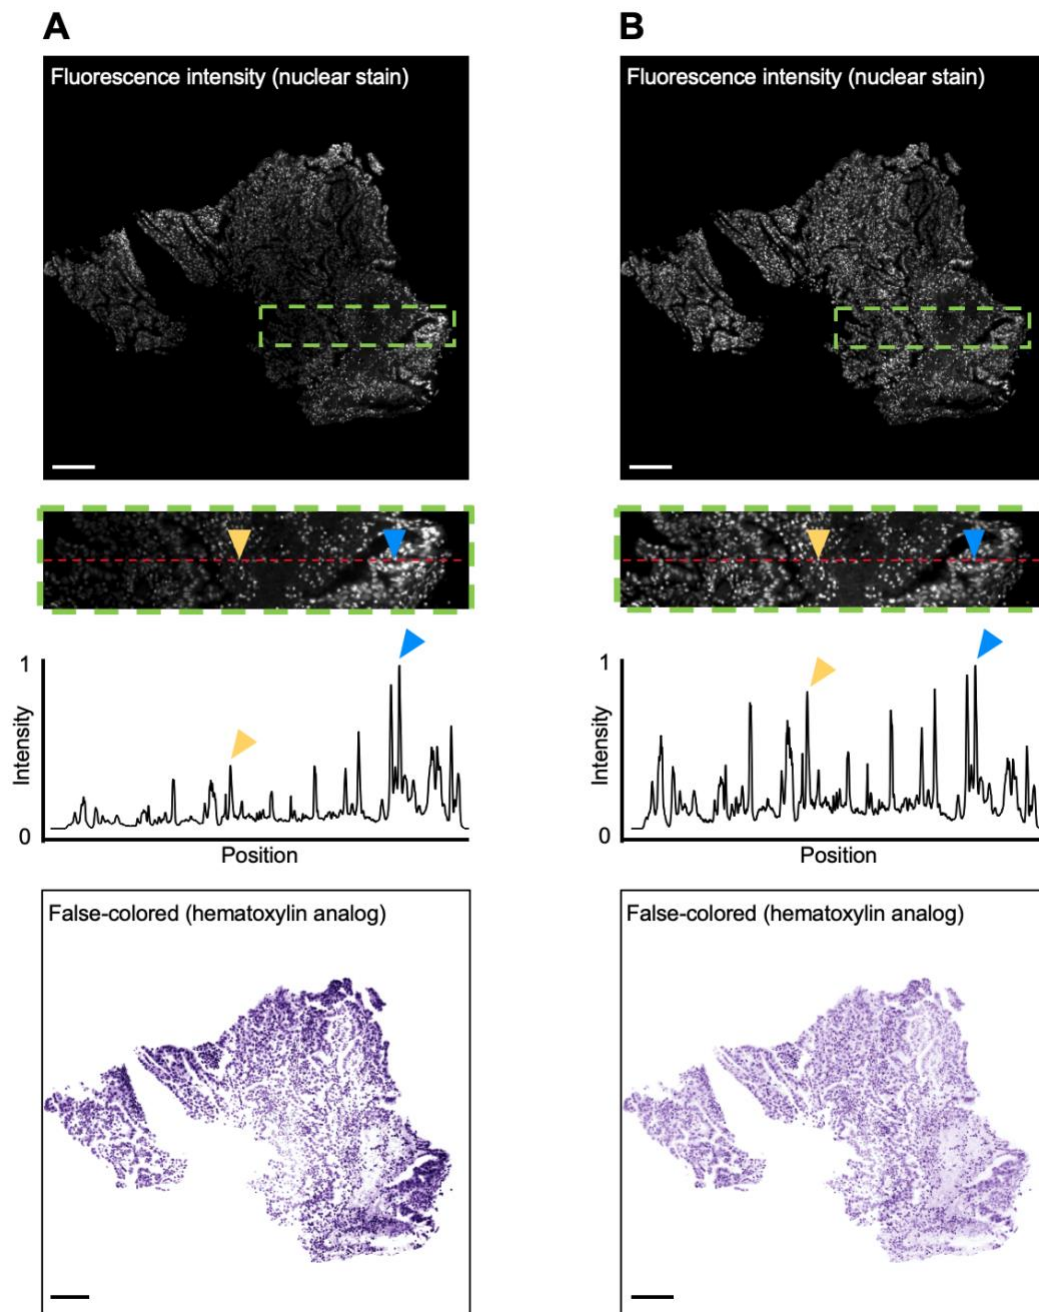 A
B
Fluorescence intensity (nuclear stain)
Fluorescence intensity (nuclear stain)
1
Intensity
0
Position
1
Intensity
0
Position
False-colored (hematoxylin analog)
False-colored (hematoxylin analog)